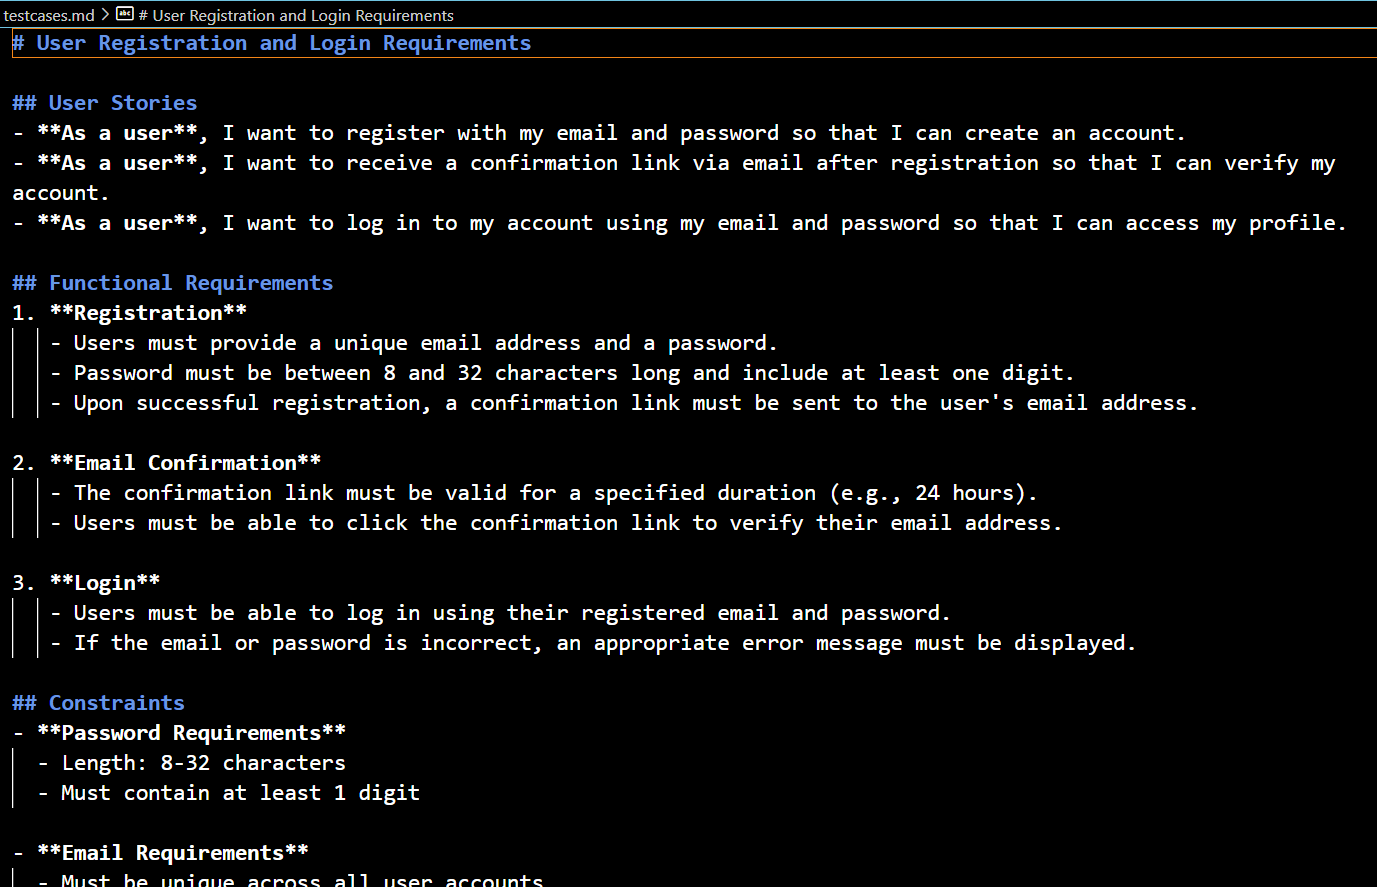 testcases.md > # User Registration and Login Requirements
# User Registration and Login Requirements
## User Stories
- **As a user**, I want to register with my email and password so that I can create an account.
- **As a user**, I want to receive a confirmation link via email after registration so that I can verify my
account.
- **As a user**, I want to log in to my account using my email and password so that I can access my profile.
## Functional Requirements
1. **Registration**
- Users must provide a unique email address and a password.
- Password must be between 8 and 32 characters long and include at least one digit.
- Upon successful registration, a confirmation link must be sent to the user's email address.
2. **Email Confirmation**
- The confirmation link must be valid for a specified duration (e.g., 24 hours).
- Users must be able to click the confirmation link to verify their email address.
3. **Login**
- Users must be able to log in using their registered email and password.
- If the email or password is incorrect, an appropriate error message must be displayed.
## Constraints
- **Password Requirements**
- Length: 8-32 characters
- Must contain at least 1 digit
- **Email Requirements**
- Must be unique across all user accounts